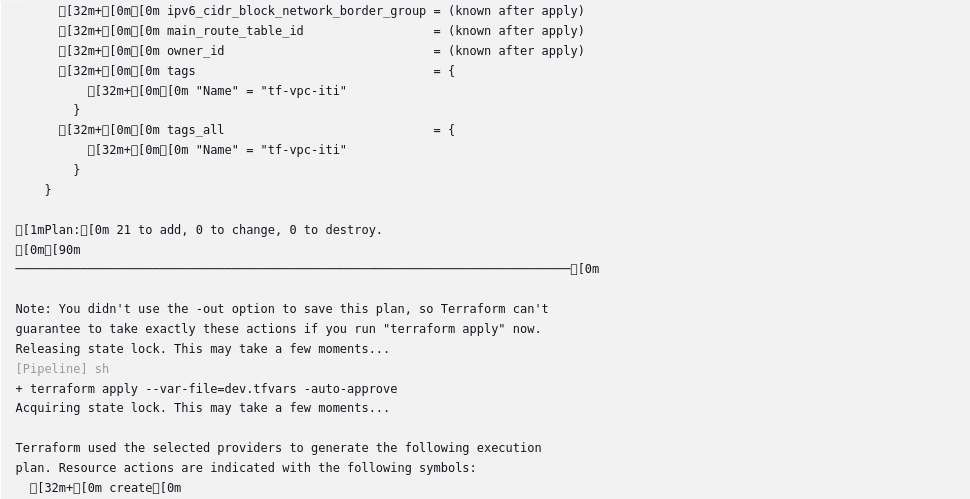 ␛[32m+␛[0m␛[0m ipv6_cidr_block_network_border_group = (known after apply)
␛[32m+␛[0m␛[0m main_route_table_id                  = (known after apply)
␛[32m+␛[0m␛[0m owner_id                             = (known after apply)
␛[32m+␛[0m␛[0m tags                                 = {
␛[32m+␛[0m␛[0m "Name" = "tf-vpc-iti"
}
␛[32m+␛[0m␛[0m tags_all                             = {
␛[32m+␛[0m␛[0m "Name" = "tf-vpc-iti"
}
}
␛[1mPlan:␛[0m 21 to add, 0 to change, 0 to destroy.
␛[0m␛[90m
─────────────────────────────────────────────────────────────────────────────␛[0m
Note: You didn't use the -out option to save this plan, so Terraform can't
guarantee to take exactly these actions if you run "terraform apply" now.
Releasing state lock. This may take a few moments...
[Pipeline] sh
+ terraform apply --var-file=dev.tfvars -auto-approve
Acquiring state lock. This may take a few moments...
Terraform used the selected providers to generate the following execution
plan. Resource actions are indicated with the following symbols:
␛[32m+␛[0m create␛[0m